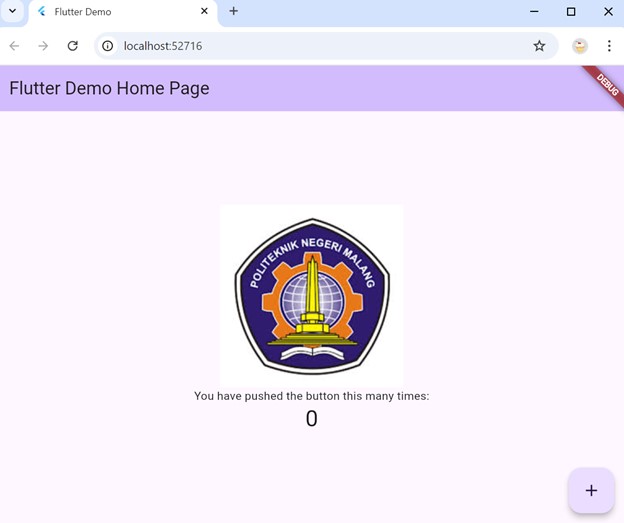 Flutter Demo
localhost:52716
Flutter Demo Home Page
DEBUG
POLITEKNIK NEGERI MALANG
You have pushed the button this many times:
0